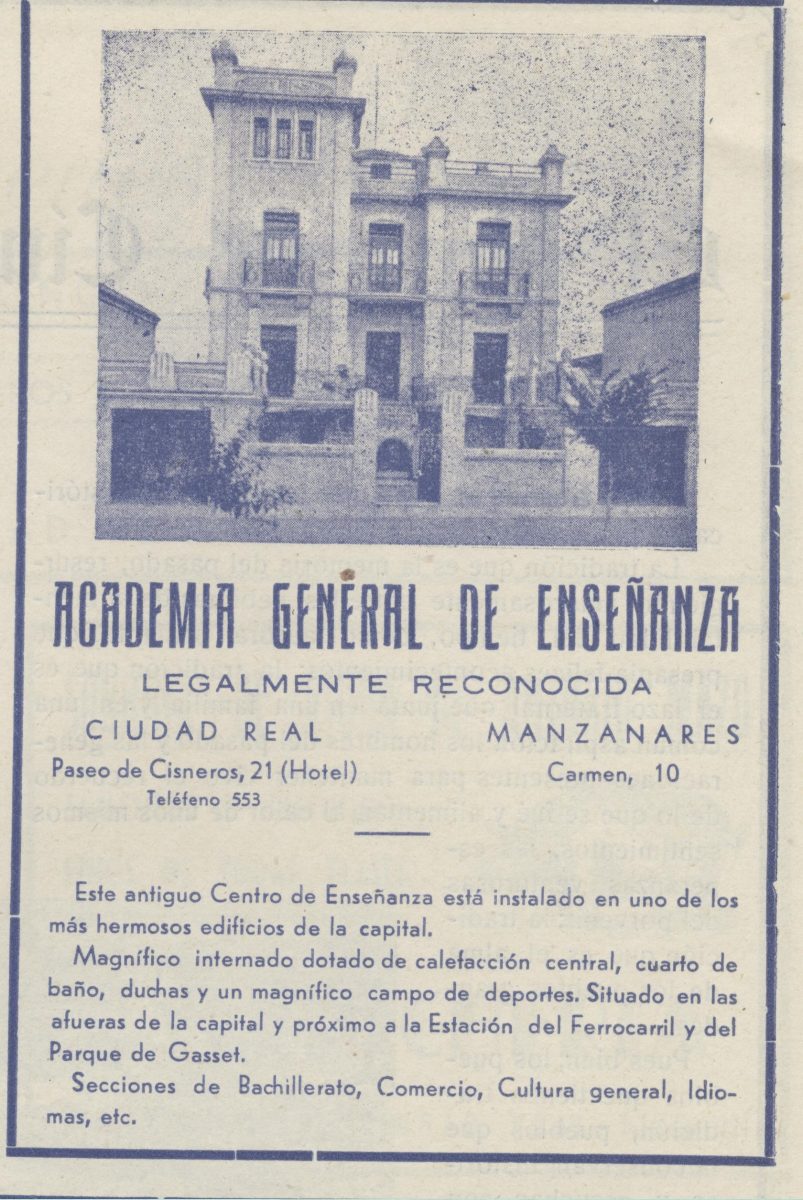 ACADEMIA GENERAL DE ENSEÑANZA
LEGALMENTE RECONOCIDA
CIUDAD REAL
Paseo de Cisneros, 21 (Hotel)
Teléfeno 553
MANZANARES
Carmen, 10
Este antiguo Centro de Enseñanza está instalado en uno de los
más hermosos edificios de la capital.
Magnífico internado dotado de calefacción central, cuarto de
baño, duchas y un magnífico campo de deportes. Situado en las
afueras de la capital y próximo a la Estación del Ferrocarril y del
Parque de Gasset.
Secciones de Bachillerato, Comercio, Cultura general, Idio-
mas, etc.